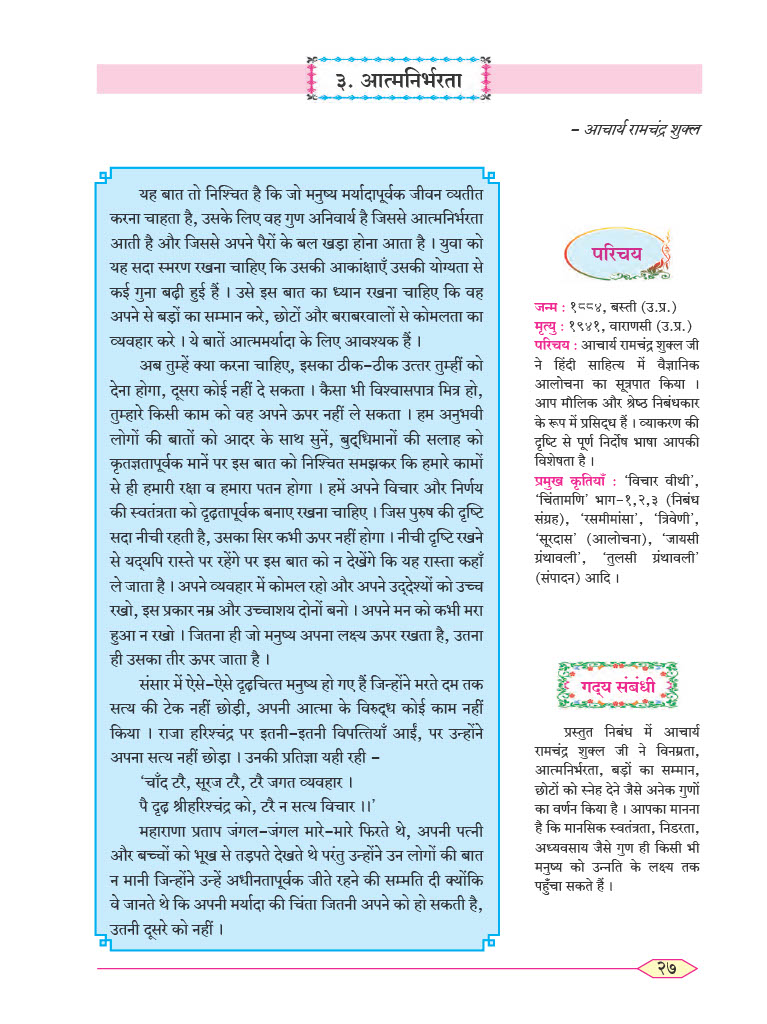 ३. आत्मनिर्भरता
– आचार्य रामचंद्र शुक्ल
यह बात तो निश्चित है कि जो मनुष्य मर्यादापूर्वक जीवन व्यतीत
करना चाहता है, उसके लिए वह गुण अनिवार्य है जिससे आत्मनिर्भरता
आती है और जिससे अपने पैरों के बल खड़ा होना आता है । युवा को
यह सदा स्मरण रखना चाहिए कि उसकी आकांक्षाएँ उसकी योग्यता से
कई गुना बढ़ी हुई हैं । उसे इस बात का ध्यान रखना चाहिए कि वह
अपने से बड़ों का सम्मान करे, छोटों और बराबरवालों से कोमलता का
व्यवहार करे । ये बातें आत्ममर्यादा के लिए आवश्यक हैं ।
अब तुम्हें क्या करना चाहिए, इसका ठीक-ठीक उत्तर तुम्हीं को
देना होगा, दूसरा कोई नहीं दे सकता । कैसा भी विश्वासपात्र मित्र हो,
तुम्हारे किसी काम को वह अपने ऊपर नहीं ले सकता । हम अनुभवी
लोगों की बातों को आदर के साथ सुनें, बुद्धिमानों की सलाह को
कृतज्ञतापूर्वक मानें पर इस बात को निश्चित समझकर कि हमारे कामों
से ही हमारी रक्षा व हमारा पतन होगा । हमें अपने विचार और निर्णय
की स्वतंत्रता को दृढ़तापूर्वक बनाए रखना चाहिए । जिस पुरुष की दृष्टि
सदा नीची रहती है, उसका सिर कभी ऊपर नहीं होगा । नीची दृष्टि रखने
से यद्यपि रास्ते पर रहेंगे पर इस बात को न देखेंगे कि यह रास्ता कहाँ
ले जाता है । अपने व्यवहार में कोमल रहो और अपने उद्देश्यों को उच्च
रखो, इस प्रकार नम्र और उच्चाशय दोनों बनो । अपने मन को कभी मरा
हुआ न रखो । जितना ही जो मनुष्य अपना लक्ष्य ऊपर रखता है, उतना
ही उसका तीर ऊपर जाता है ।
संसार में ऐसे-ऐसे दृढ़चित्त मनुष्य हो गए हैं जिन्होंने मरते दम तक
सत्य की टेक नहीं छोड़ी, अपनी आत्मा के विरुद्ध कोई काम नहीं
किया । राजा हरिश्चंद्र पर इतनी-इतनी विपत्तियाँ आईं, पर उन्होंने
अपना सत्य नहीं छोड़ा । उनकी प्रतिज्ञा यही रही –
‘चाँद टरै, सूरज टरै, टरै जगत व्यवहार ।
पै दृढ़ श्रीहरिश्चंद्र को, टरै न सत्य विचार ।।’
महाराणा प्रताप जंगल-जंगल मारे-मारे फिरते थे, अपनी पत्नी
और बच्चों को भूख से तड़पते देखते थे परंतु उन्होंने उन लोगों की बात
न मानी जिन्होंने उन्हें अधीनतापूर्वक जीते रहने की सम्मति दी क्योंकि
वे जानते थे कि अपनी मर्यादा की चिंता जितनी अपने को हो सकती है,
उतनी दूसरे को नहीं ।
परिचय
जन्म : १८८४, बस्ती (उ.प्र.)
मृत्यु : १९४१, वाराणसी (उ.प्र.)
परिचय : आचार्य रामचंद्र शुक्ल जी
ने हिंदी साहित्य में वैज्ञानिक
आलोचना का सूत्रपात किया ।
आप मौलिक और श्रेष्ठ निबंधकार
के रूप में प्रसिद्ध हैं । व्याकरण की
दृष्टि से पूर्ण निर्दोष भाषा आपकी
विशेषता है ।
प्रमुख कृतियाँ : ‘विचार वीथी’,
‘चिंतामणि’ भाग-१,२,३ (निबंध
संग्रह), ‘रसमीमांसा’, ‘त्रिवेणी’,
‘सूरदास’ (आलोचना), ‘जायसी
ग्रंथावली’, ‘तुलसी ग्रंथावली’
(संपादन) आदि ।
गद्य संबंधी
प्रस्तुत निबंध में आचार्य
रामचंद्र शुक्ल जी ने विनम्रता,
आत्मनिर्भरता, बड़ों का सम्मान,
छोटों को स्नेह देने जैसे अनेक गुणों
का वर्णन किया है । आपका मानना
है कि मानसिक स्वतंत्रता, निडरता,
अध्यवसाय जैसे गुण ही किसी भी
मनुष्य को उन्नति के लक्ष्य तक
पहुँचा सकते हैं ।
२७